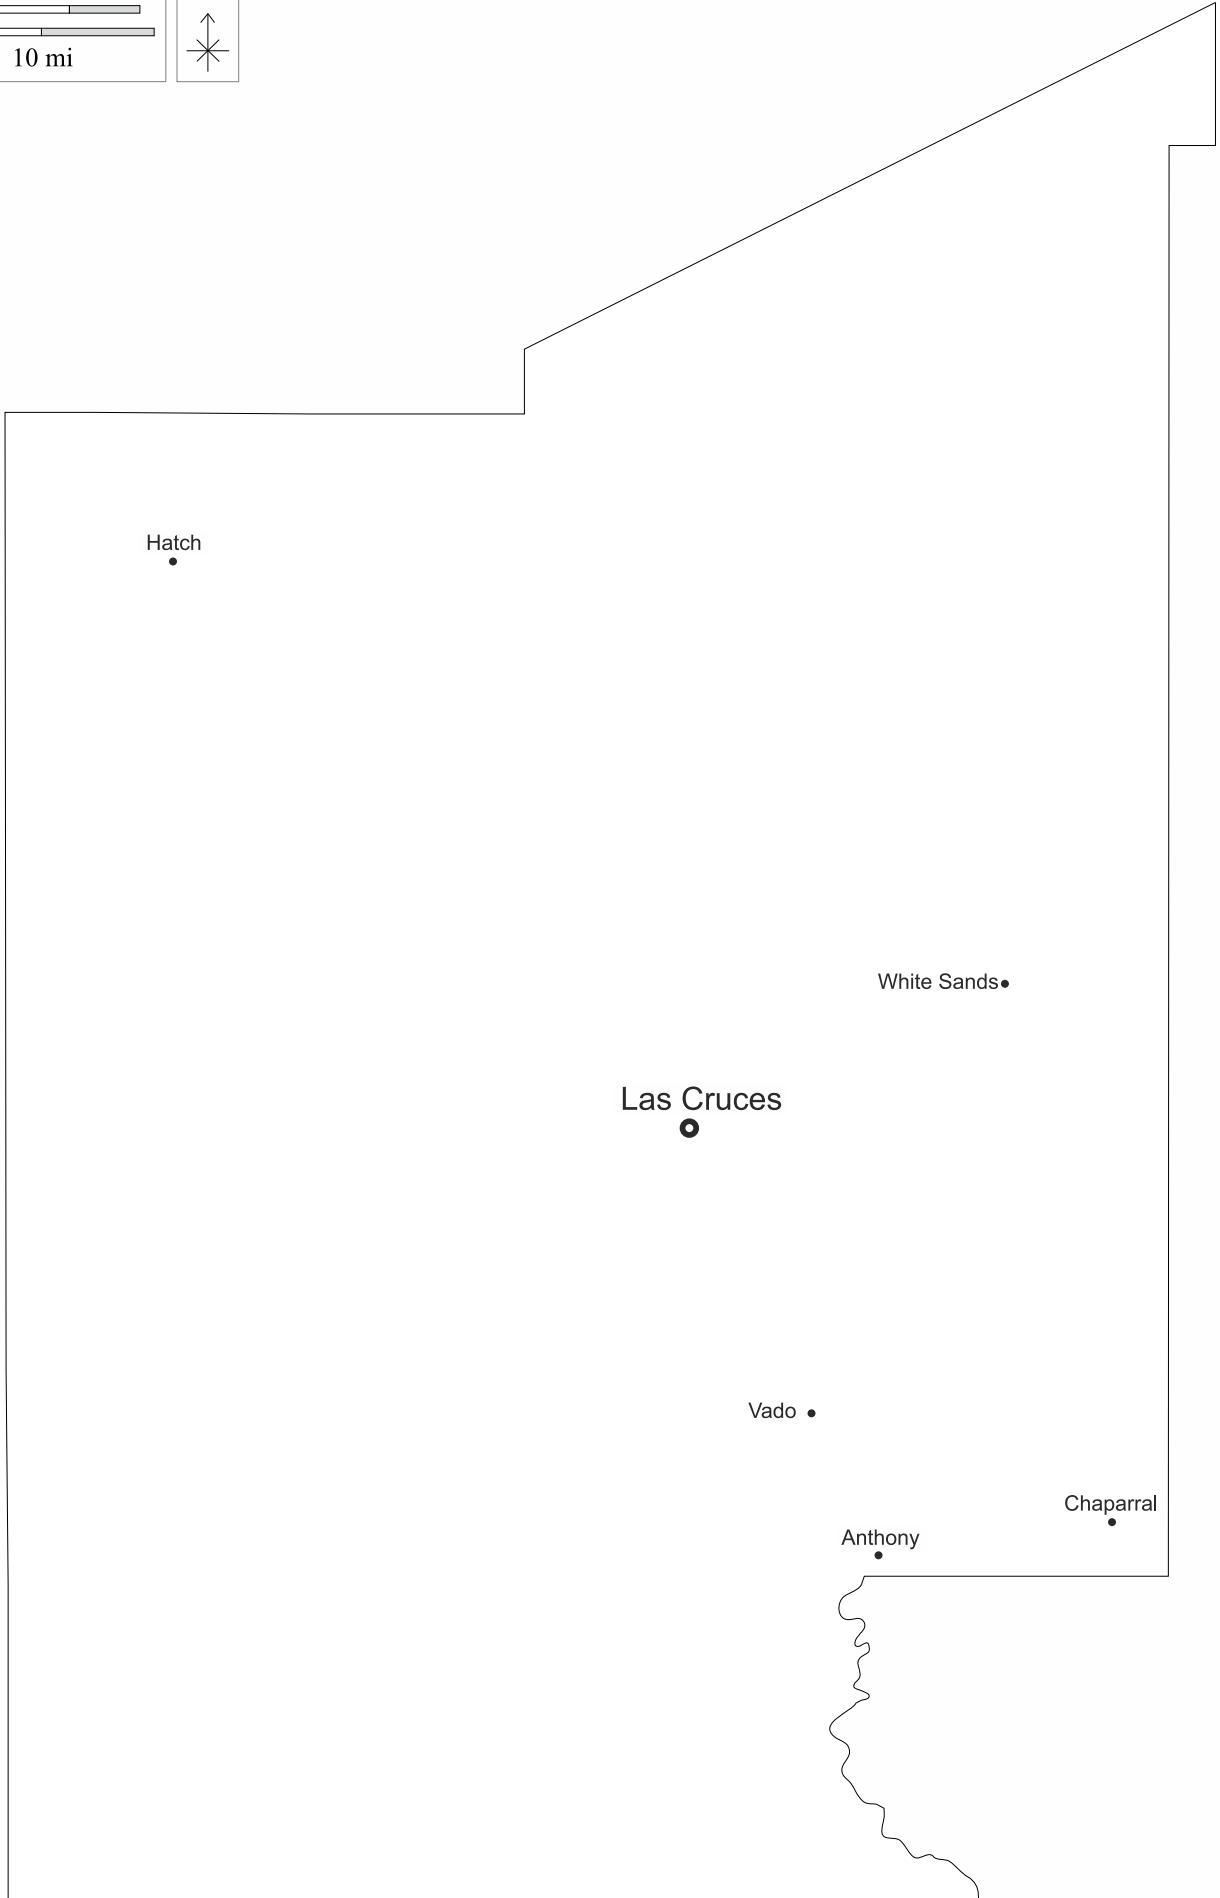 10 mi
Hatch
White Sands
Las Cruces
Vado
Chaparral
Anthony